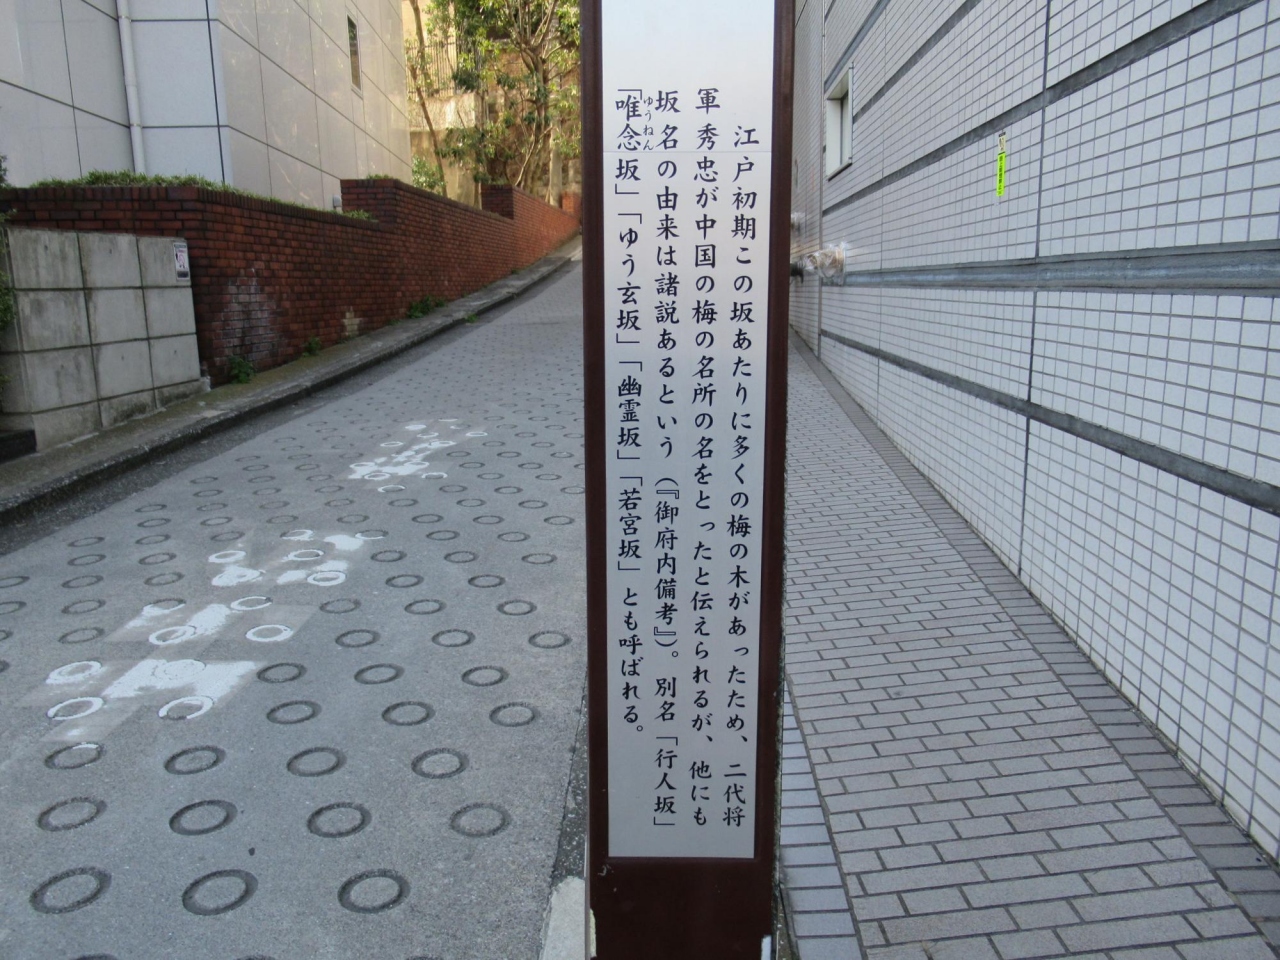 江戸初期この坂あたりに多くの梅の木があったため、二代将
軍秀忠が中国の梅の名所の名をとったと伝えられるが、他にも
坂名の由来は諸説あるという（『御府内備考』）。別名「行人坂」
「唯念坂」「ゆう玄坂」「幽霊坂」「若宮坂」とも呼ばれる。
ゆうねん